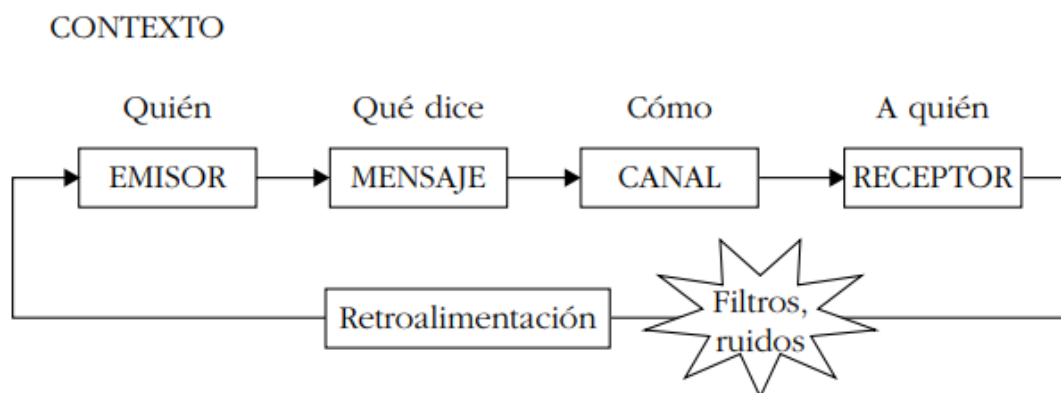 CONTEXTO
Quién
Qué dice
Cómo
A quién
EMISOR
MENSAJE
CANAL
RECEPTOR
Retroalimentación
Filtros,
ruidos